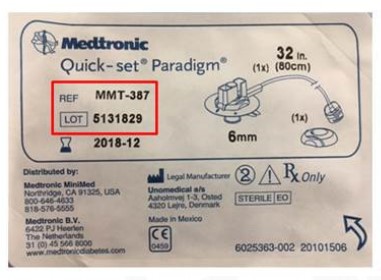 Medtronic
Quick-set® Paradigm®
32 in.
(1x) (80cm)
REF MMT-387
LOT 5131829
2018-12
(1x)
6mm
Distributed by:
Medtronic MiniMed
Northridge, CA 91325, USA
800-646-4633
818-576-5555
Medtronic B.V.
6422 PJ Heerlen
The Netherlands
31 (0) 45 566 8000
www.medtronicdiabetes.com
Legal Manufacturer
Unomedical a/s
Aaholmvej 1-3, Osted
4320 Lejre, Denmark
Made in Mexico
CE
0459
2
Rx Only
STERILE EO
6025363-002 20101506